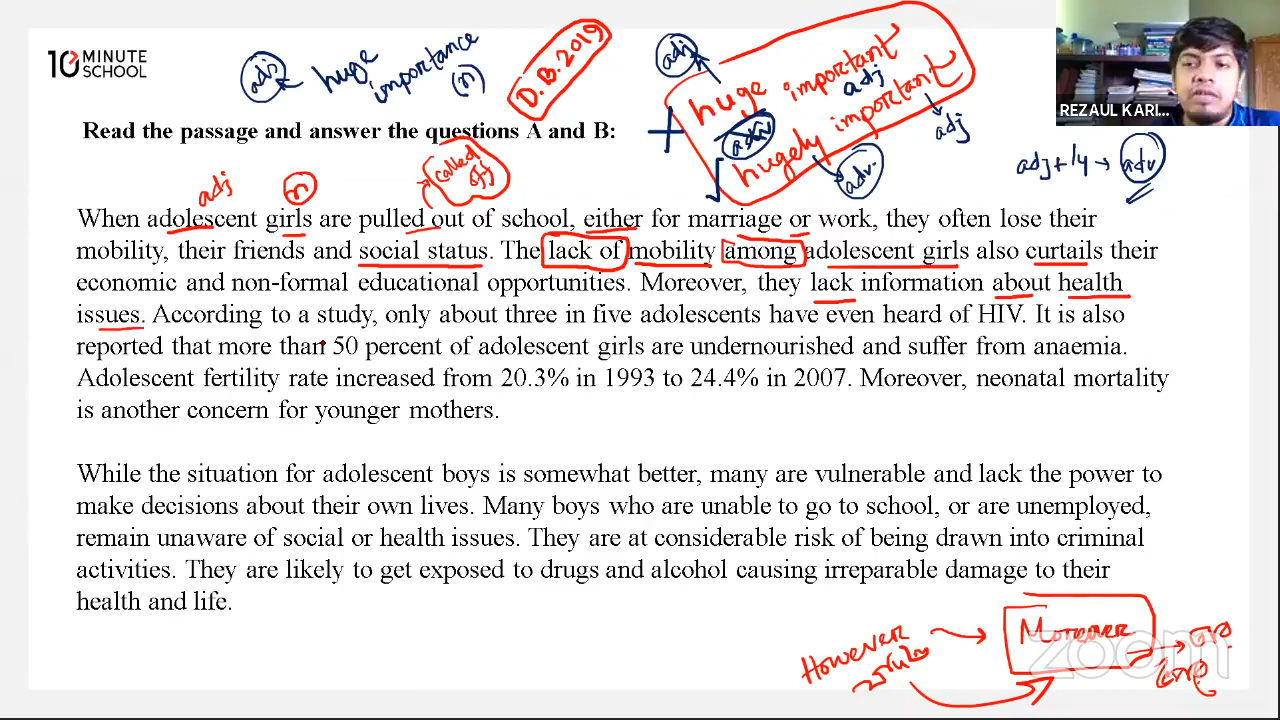 10 MINUTE
SCHOOL
adj ← huge importance (n)
D.B. 2019
adj
huge important
adj
hugely important
adv.
adj
adj + ly → adv
REZAUL KARI...
Read the passage and answer the questions A and B:
adj
n
called off
When adolescent girls are pulled out of school, either for marriage or work, they often lose their
mobility, their friends and social status. The lack of mobility among adolescent girls also curtails their
economic and non-formal educational opportunities. Moreover, they lack information about health
issues. According to a study, only about three in five adolescents have even heard of HIV. It is also
reported that more than 50 percent of adolescent girls are undernourished and suffer from anaemia.
Adolescent fertility rate increased from 20.3% in 1993 to 24.4% in 2007. Moreover, neonatal mortality
is another concern for younger mothers.
While the situation for adolescent boys is somewhat better, many are vulnerable and lack the power to
make decisions about their own lives. Many boys who are unable to go to school, or are unemployed,
remain unaware of social or health issues. They are at considerable risk of being drawn into criminal
activities. They are likely to get exposed to drugs and alcohol causing irreparable damage to their
health and life.
However → Moreover
zoom